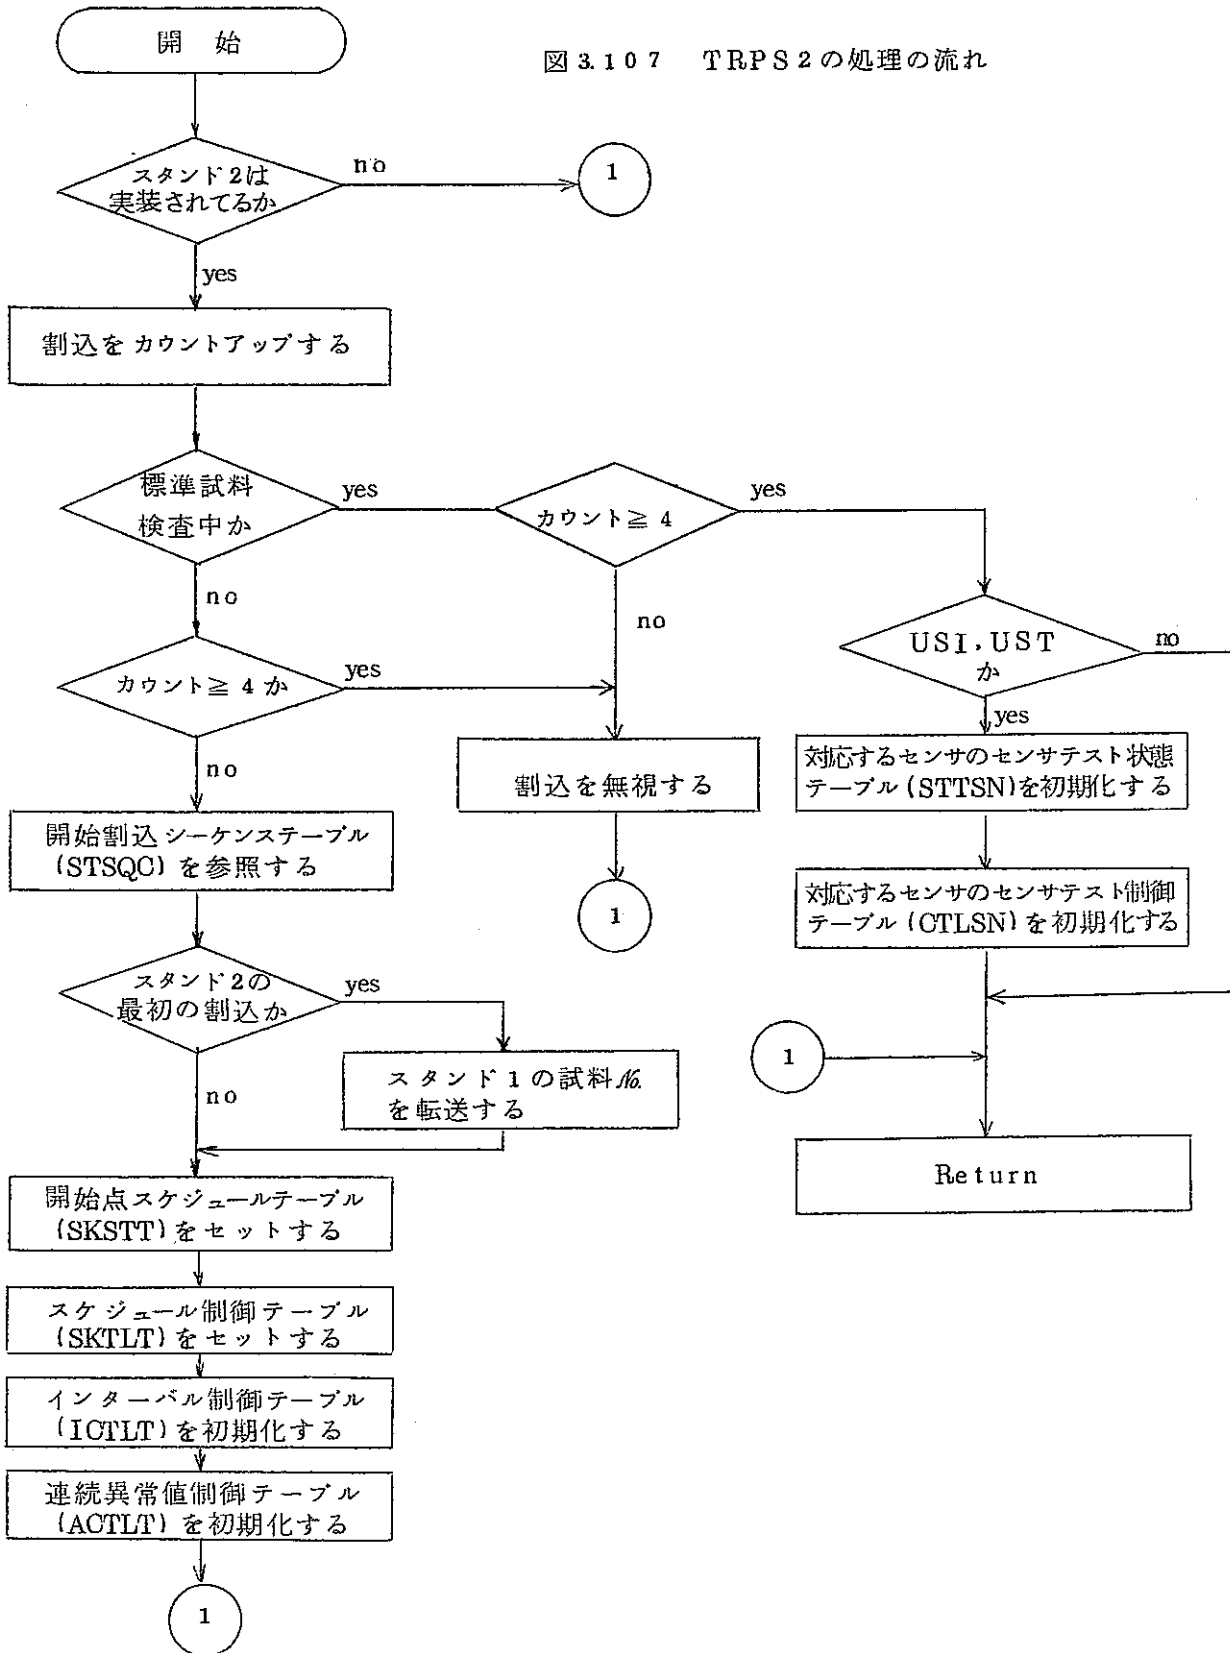 開 始
図 3.107 TRPS2の処理の流れ
スタンド2は
実装されてるか
no
1
yes
割込をカウントアップする
標準試料
検査中か
yes
カウント≧ 4
yes
no
no
USI,UST
か
no
yes
カウント≧ 4 か
yes
no
割込を無視する
1
対応するセンサのセンサテスト状態
テーブル(STTSN)を初期化する
開始割込シーケンステーブル
(STSQC)を参照する
対応するセンサのセンサテスト制御
テーブル(CTLSN)を初期化する
スタンド2の
最初の割込か
yes
no
スタンド1の試料No.
を転送する
1
Return
開始点スケジュールテーブル
(SKSTT)をセットする
スケジュール制御テーブル
(SKTLT)をセットする
インターバル制御テーブル
(ICTLT)を初期化する
連続異常値制御テーブル
(ACTLT)を初期化する
1